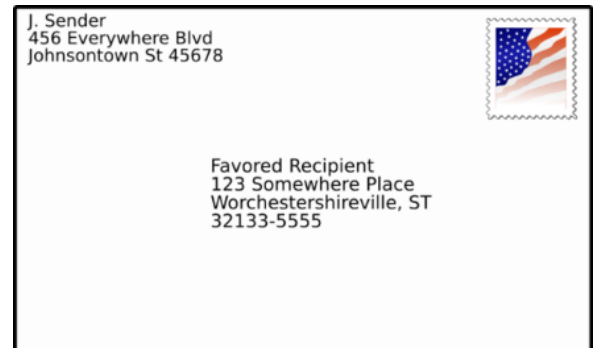 J. Sender
456 Everywhere Blvd
Johnsontown St 45678
Favored Recipient
123 Somewhere Place
Worchestershireville, ST
32133-5555